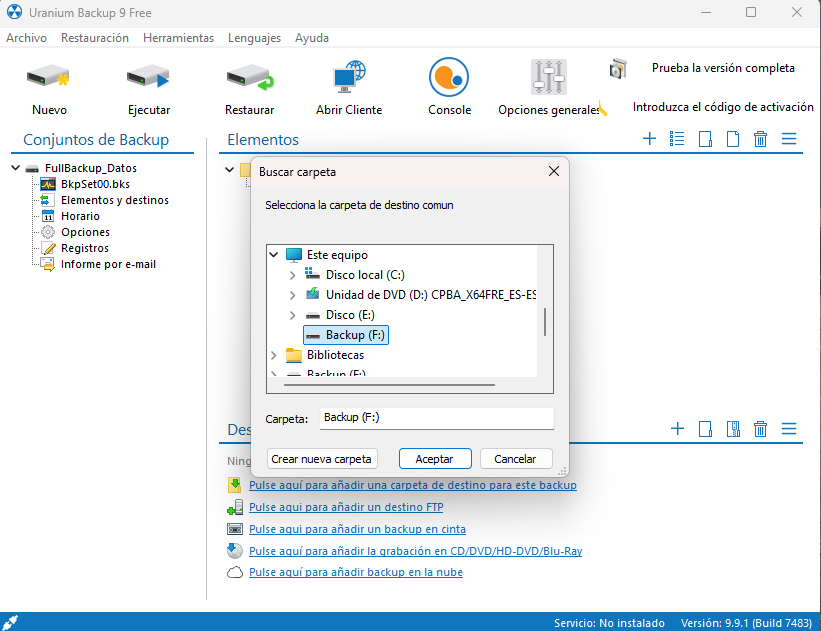 Uranium Backup 9 Free
Archivo Restauración Herramientas Lenguajes Ayuda
Nuevo
Ejecutar
Restaurar
Abrir Cliente
Console
Opciones generales
Prueba la versión completa
Introduzca el código de activación
Conjuntos de Backup
FullBackup_Datos
BkpSet00.bks
Elementos y destinos
11
Horario
Opciones
Registros
Informe por e-mail
Elementos
Buscar carpeta
Selecciona la carpeta de destino comun
Este equipo
Disco local (C:)
Unidad de DVD (D:) CPBA_X64FRE_ES-ES
Disco (E:)
Backup (F:)
Bibliotecas
Backup (F:)
Carpeta: Backup (F:)
Crear nueva carpeta Aceptar Cancelar
Des
Ning
Pulse aquí para añadir una carpeta de destino para este backup
Pulse aqui para añadir un destino FTP
Pulse aqui para añadir un backup en cinta
Pulse aquí para añadir la grabación en CD/DVD/HD-DVD/Blu-Ray
Pulse aquí para añadir backup en la nube
Servicio: No instalado Versión: 9.9.1 (Build 7483)